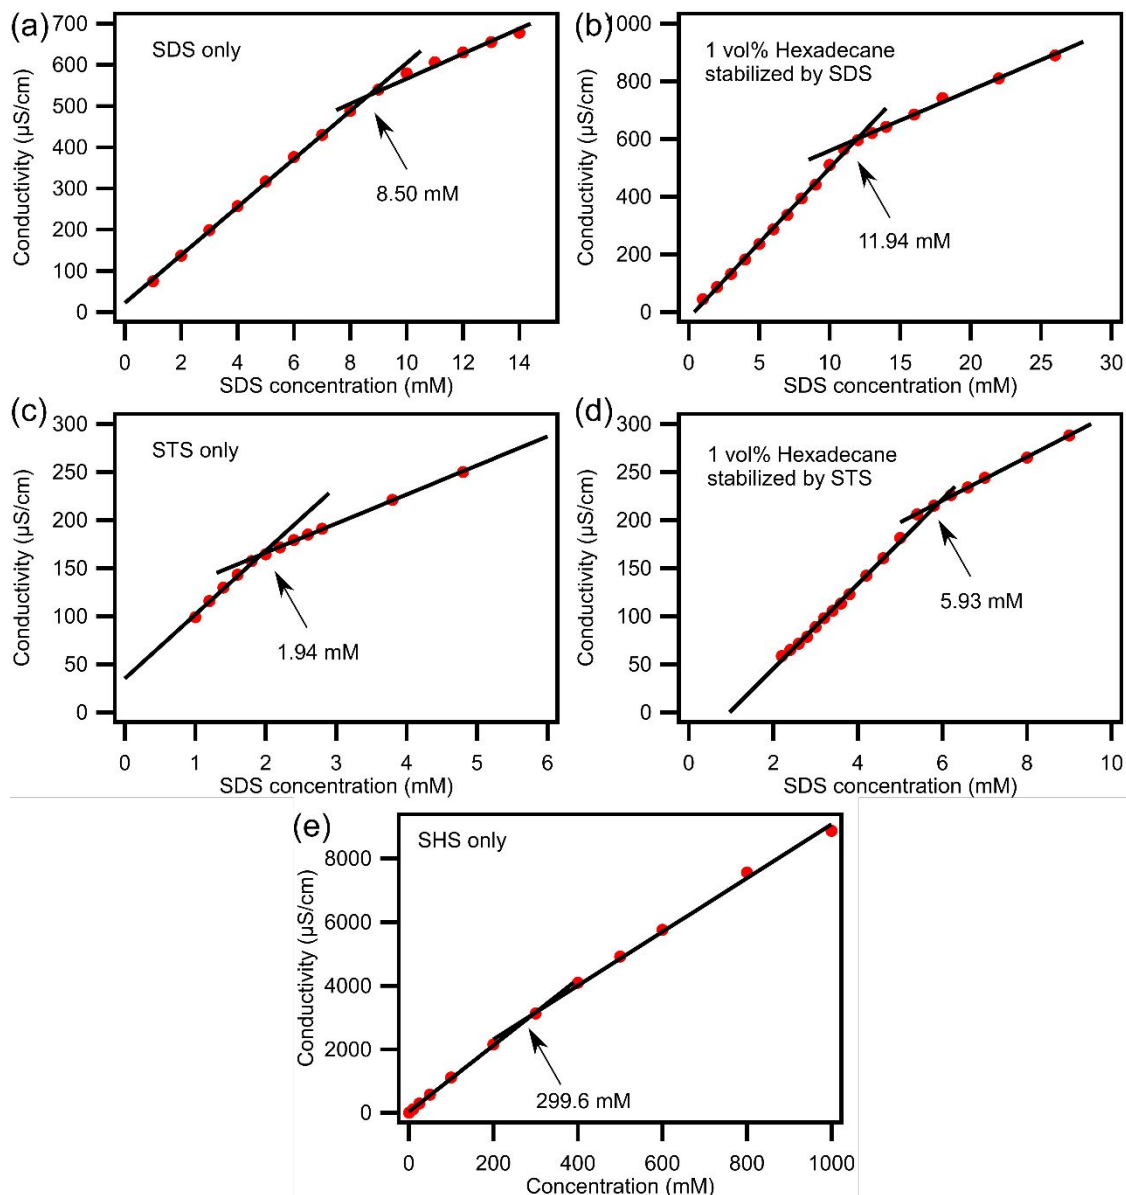 (a)
SDS only
700
600
500
400
300
200
100
0
Conductivity (µS/cm)
8.50 mM
0 2 4 6 8 10 12 14
SDS concentration (mM)
(b)
1 vol% Hexadecane
stabilized by SDS
1000
800
600
400
200
0
Conductivity (µS/cm)
11.94 mM
0 5 10 15 20 25 30
SDS concentration (mM)
(c)
STS only
300
250
200
150
100
50
0
Conductivity (µS/cm)
1.94 mM
0 1 2 3 4 5 6
SDS concentration (mM)
(d)
1 vol% Hexadecane
stabilized by STS
300
250
200
150
100
50
0
Conductivity (µS/cm)
5.93 mM
0 2 4 6 8 10
SDS concentration (mM)
(e)
SHS only
8000
6000
4000
2000
0
Conductivity (µS/cm)
299.6 mM
0 200 400 600 800 1000
Concentration (mM)